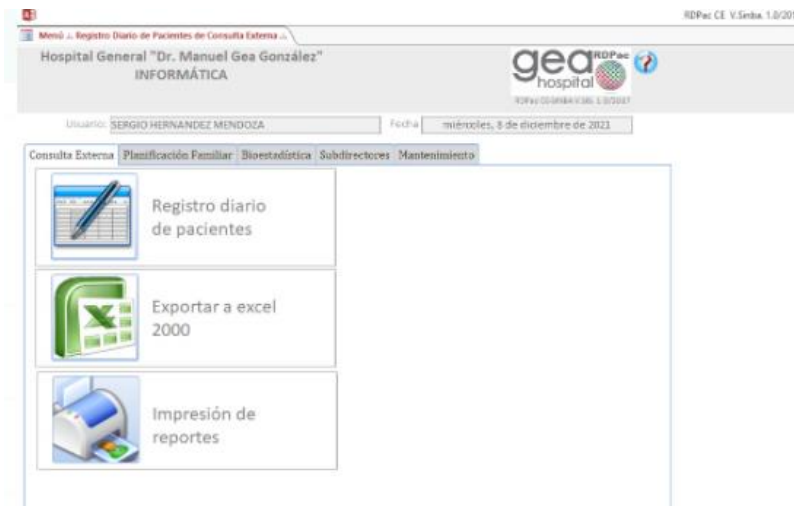 RDPac CE V.Sinba. 1.0/201
Menú .:. Registro Diario de Pacientes de Consulta Externa .:.
Hospital General "Dr. Manuel Gea González"
INFORMÁTICA
gea
hospital
RDPac
Usuario: SERGIO HERNANDEZ MENDOZA
Fecha miércoles, 8 de diciembre de 2021
Consulta Externa Planificación Familiar Bioestadística Subdirectores Mantenimiento
Registro diario
de pacientes
Exportar a excel
2000
Impresión de
reportes